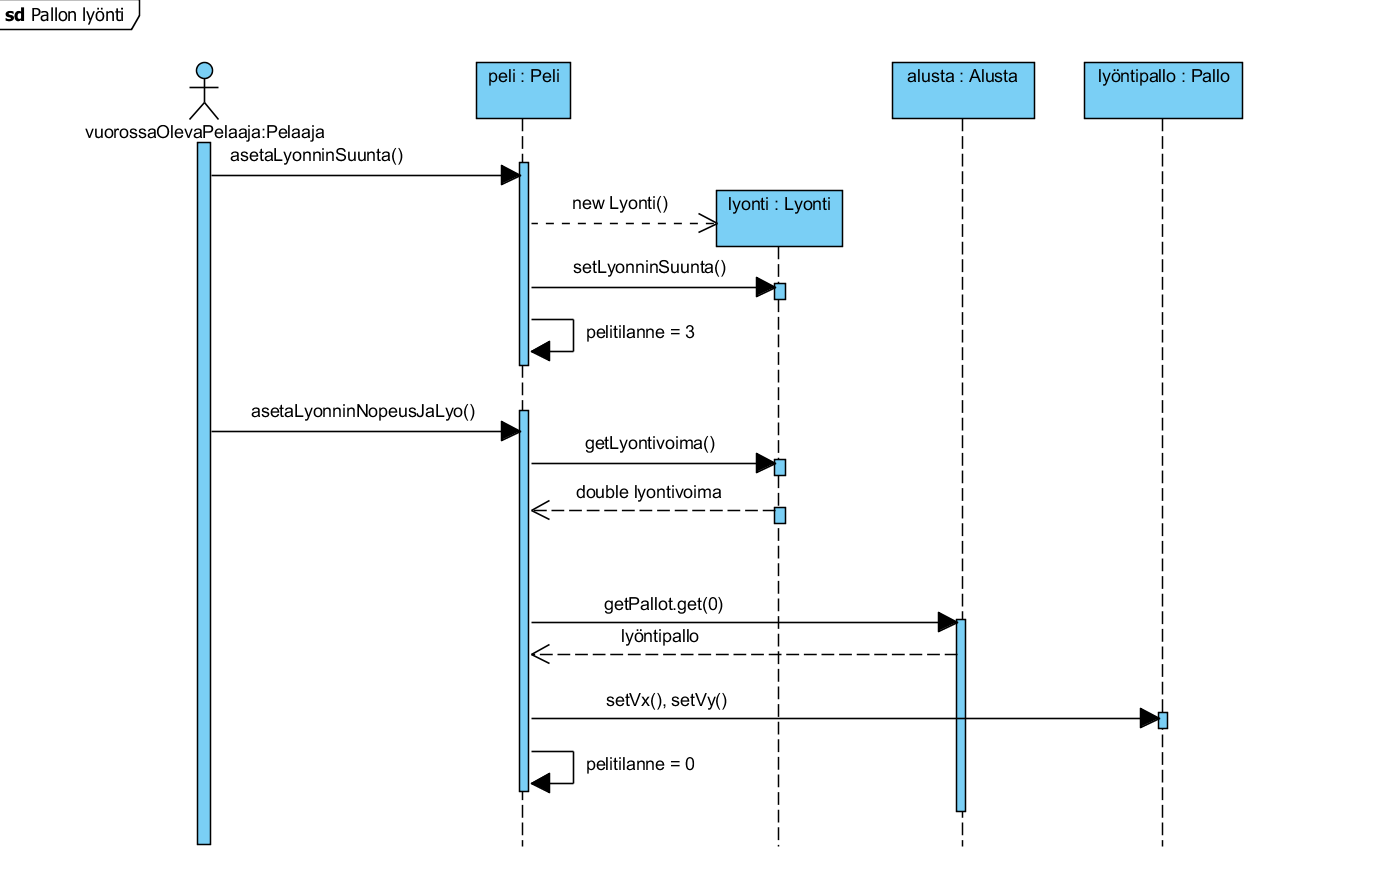 sd Pallon lyönti
peli : Peli
alusta : Alusta
lyöntipallo : Pallo
vuorossaOlevaPelaaja:Pelaaja
asetaLyonninSuunta()
new Lyonti()
lyonti : Lyonti
setLyonninSuunta()
pelitilanne = 3
asetaLyonninNopeusJaLyo()
getLyontivoima()
double lyontivoima
getPallot.get(0)
lyöntipallo
setVx(), setVy()
pelitilanne = 0